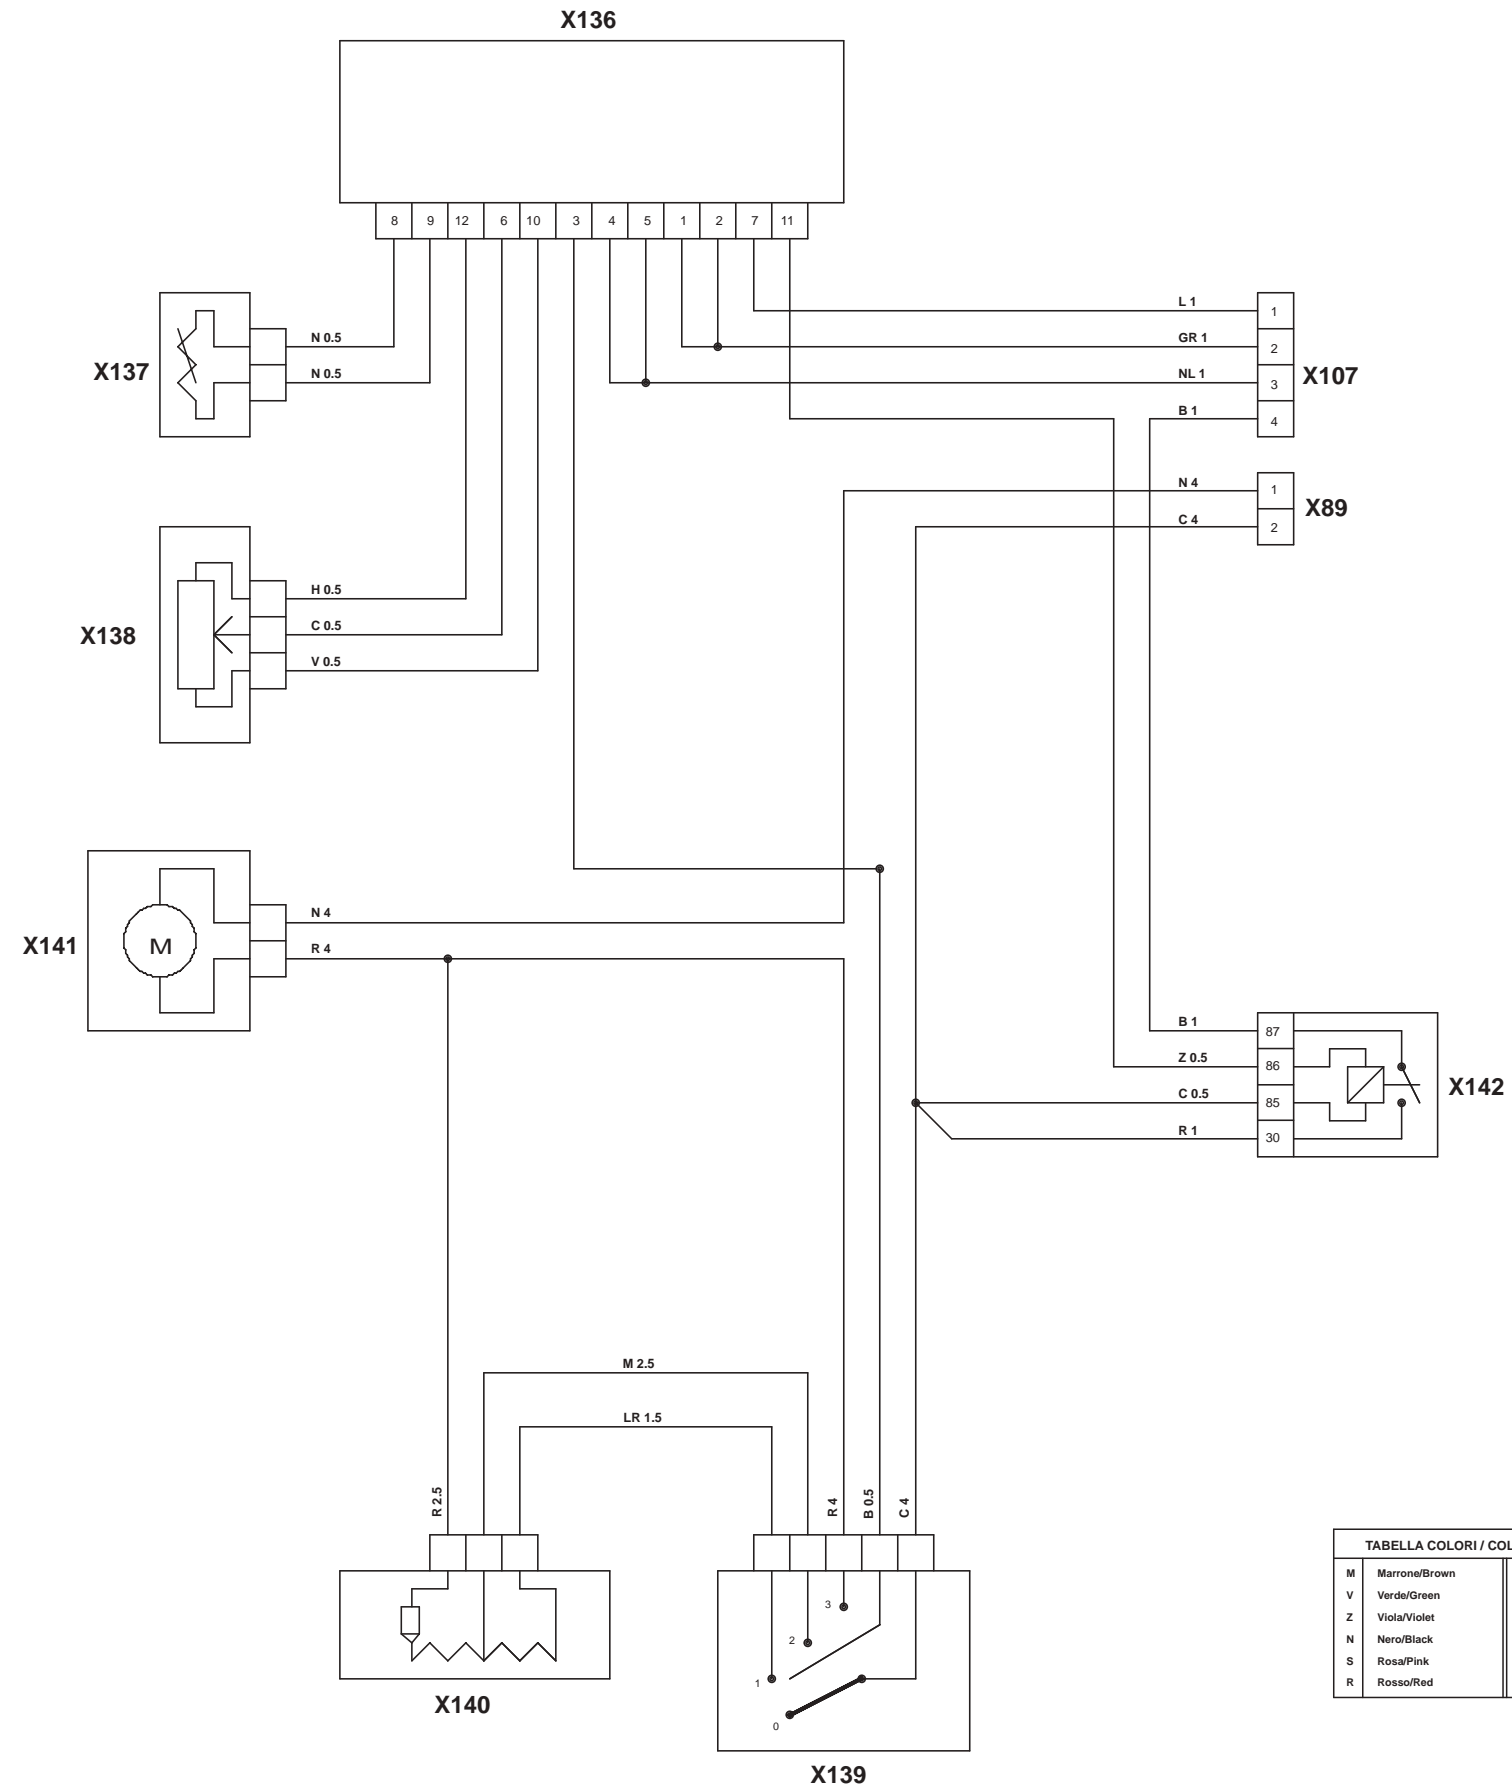 X136
8 9 12 6 10 3 4 5 1 2 7 11
L 1
1
N 0.5
GR 1
2
X137
N 0.5
NL 1
3
X107
B 1
4
N 4
1
X89
C 4
2
H 0.5
X138
C 0.5
V 0.5
N 4
X141
M
R 4
B 1
87
Z 0.5
86
X142
C 0.5
85
R 1
30
M 2.5
LR 1.5
R 2.5
R 4
B 0.5
C 4
3
2
1
0
X140
X139
TABELLA COLORI / COL
M Marrone/Brown
V Verde/Green
Z Viola/Violet
N Nero/Black
S Rosa/Pink
R Rosso/Red